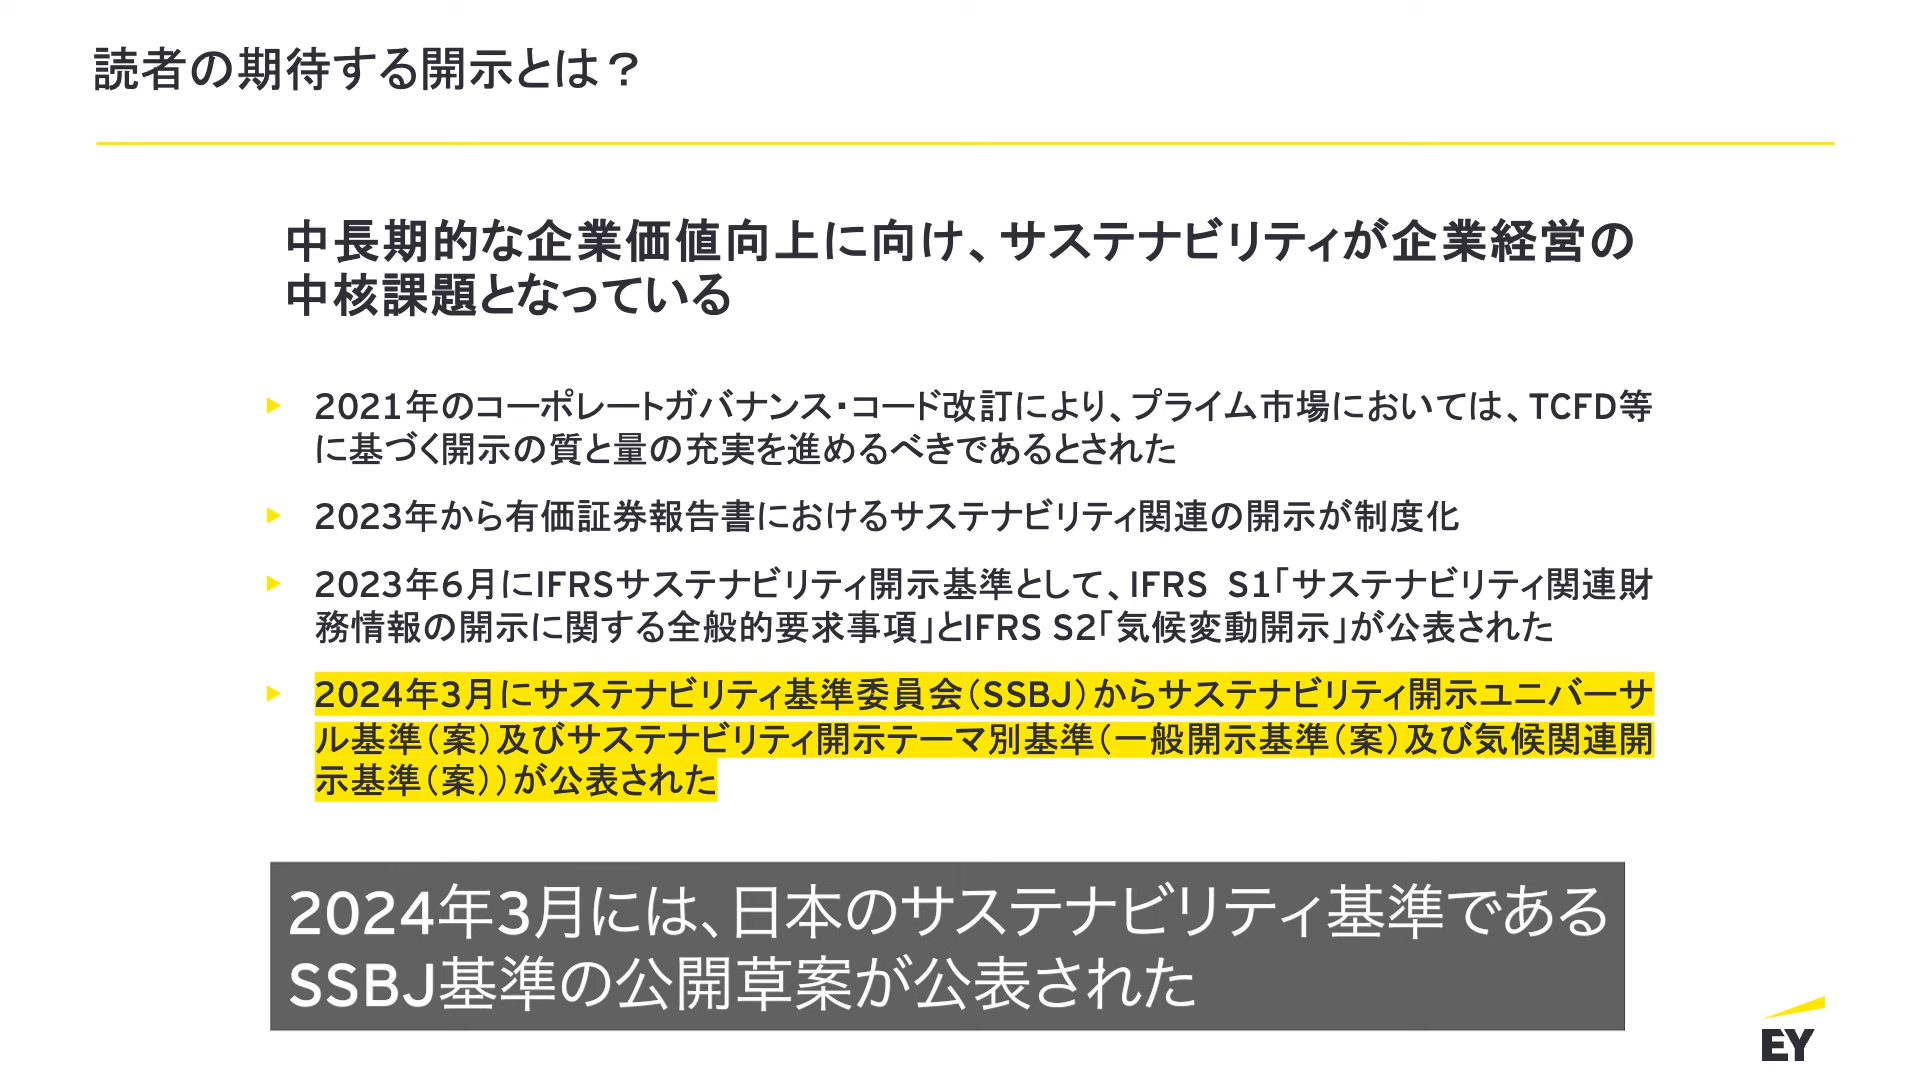 読者の期待する開示とは？
中長期的な企業価値向上に向け、サステナビリティが企業経営の
中核課題となっている
2021年のコーポレートガバナンス・コード改訂により、プライム市場においては、TCFD等
に基づく開示の質と量の充実を進めるべきであるとされた
2023年から有価証券報告書におけるサステナビリティ関連の開示が制度化
2023年6月にIFRSサステナビリティ開示基準として、IFRS S1「サステナビリティ関連財
務情報の開示に関する全般的要求事項」とIFRS S2「気候変動開示」が公表された
2024年3月にサステナビリティ基準委員会（SSBJ）からサステナビリティ開示ユニバーサ
ル基準（案）及びサステナビリティ開示テーマ別基準（一般開示基準（案）及び気候関連開
示基準（案））が公表された
2024年3月には、日本のサステナビリティ基準である
SSBJ基準の公開草案が公表された
EY